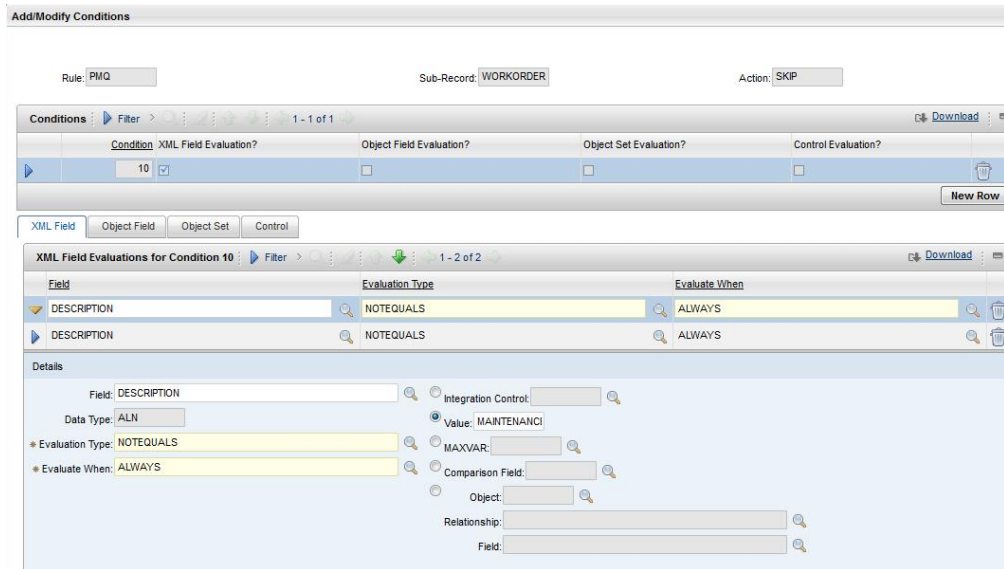 Add/Modify Conditions
Rule: PMQ Sub-Record: WORKORDER Action: SKIP
Conditions Filter 1 - 1 of 1 Download
Condition XML Field Evaluation? Object Field Evaluation? Object Set Evaluation? Control Evaluation?
10
New Row
XML Field Object Field Object Set Control
XML Field Evaluations for Condition 10 Filter 1 - 2 of 2 Download
Field Evaluation Type Evaluate When
DESCRIPTION NOTEQUALS ALWAYS
DESCRIPTION NOTEQUALS ALWAYS
Details
Field: DESCRIPTION Integration Control:
Data Type: ALN Value: MAINTENANC
Evaluation Type: NOTEQUALS MAXVAR:
Evaluate When: ALWAYS Comparison Field:
Object:
Relationship:
Field: